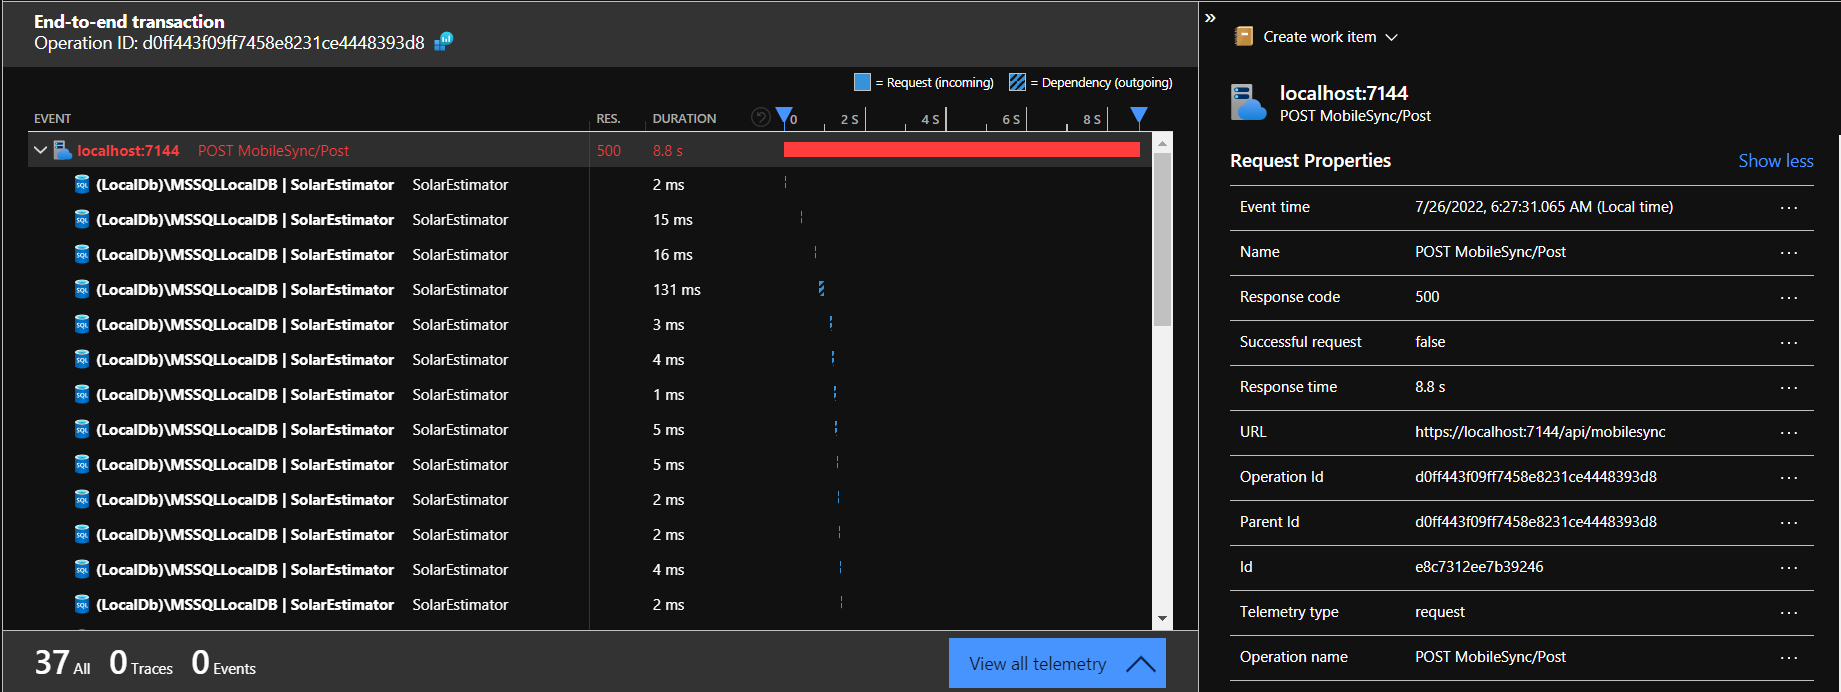 End-to-end transaction
Operation ID: d0ff443f09ff7458e8231ce4448393d8
= Request (incoming) = Dependency (outgoing)
EVENT RES. DURATION 0 2 S 4 S 6 S 8 S
localhost:7144 POST MobileSync/Post 500 8.8 s
(LocalDb)\MSSQLLocalDB | SolarEstimator SolarEstimator 2 ms
(LocalDb)\MSSQLLocalDB | SolarEstimator SolarEstimator 15 ms
(LocalDb)\MSSQLLocalDB | SolarEstimator SolarEstimator 16 ms
(LocalDb)\MSSQLLocalDB | SolarEstimator SolarEstimator 131 ms
(LocalDb)\MSSQLLocalDB | SolarEstimator SolarEstimator 3 ms
(LocalDb)\MSSQLLocalDB | SolarEstimator SolarEstimator 4 ms
(LocalDb)\MSSQLLocalDB | SolarEstimator SolarEstimator 1 ms
(LocalDb)\MSSQLLocalDB | SolarEstimator SolarEstimator 5 ms
(LocalDb)\MSSQLLocalDB | SolarEstimator SolarEstimator 5 ms
(LocalDb)\MSSQLLocalDB | SolarEstimator SolarEstimator 2 ms
(LocalDb)\MSSQLLocalDB | SolarEstimator SolarEstimator 2 ms
(LocalDb)\MSSQLLocalDB | SolarEstimator SolarEstimator 4 ms
(LocalDb)\MSSQLLocalDB | SolarEstimator SolarEstimator 2 ms
37 All 0 Traces 0 Events
View all telemetry
Create work item
localhost:7144
POST MobileSync/Post
Request Properties Show less
Event time 7/26/2022, 6:27:31.065 AM (Local time) ...
Name POST MobileSync/Post ...
Response code 500 ...
Successful request false ...
Response time 8.8 s ...
URL https://localhost:7144/api/mobilesync ...
Operation Id d0ff443f09ff7458e8231ce4448393d8 ...
Parent Id d0ff443f09ff7458e8231ce4448393d8 ...
Id e8c7312ee7b39246 ...
Telemetry type request ...
Operation name POST MobileSync/Post ...